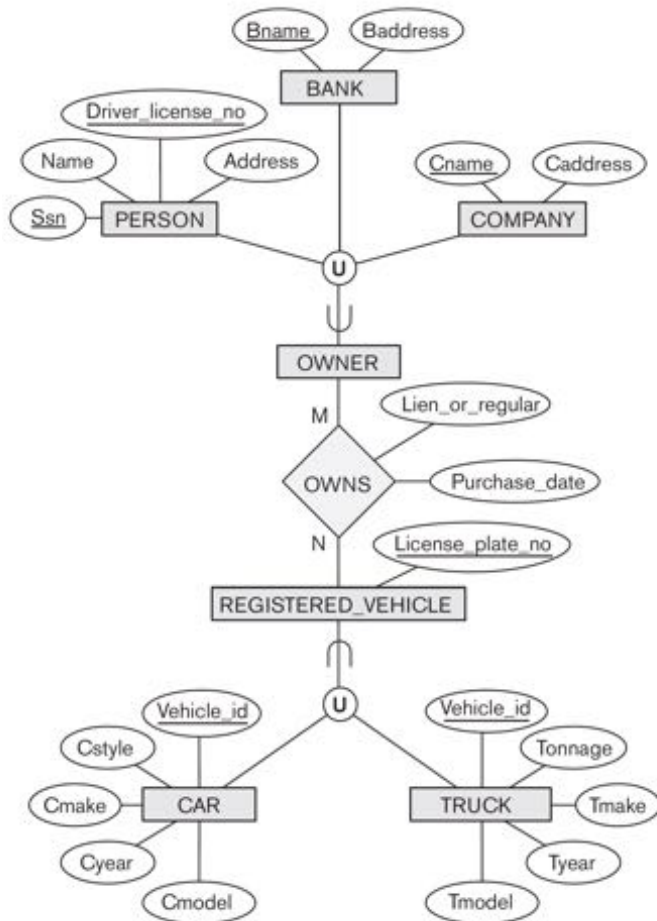 Bname
Baddress
BANK
Driver_license_no
Name
Address
Cname
Caddress
Ssn
PERSON
COMPANY
U
OWNER
M
Lien_or_regular
OWNS
Purchase_date
N
License_plate_no
REGISTERED_VEHICLE
U
Vehicle_id
Vehicle_id
Cstyle
Tonnage
Cmake
CAR
TRUCK
Tmake
Cyear
Tyear
Cmodel
Tmodel